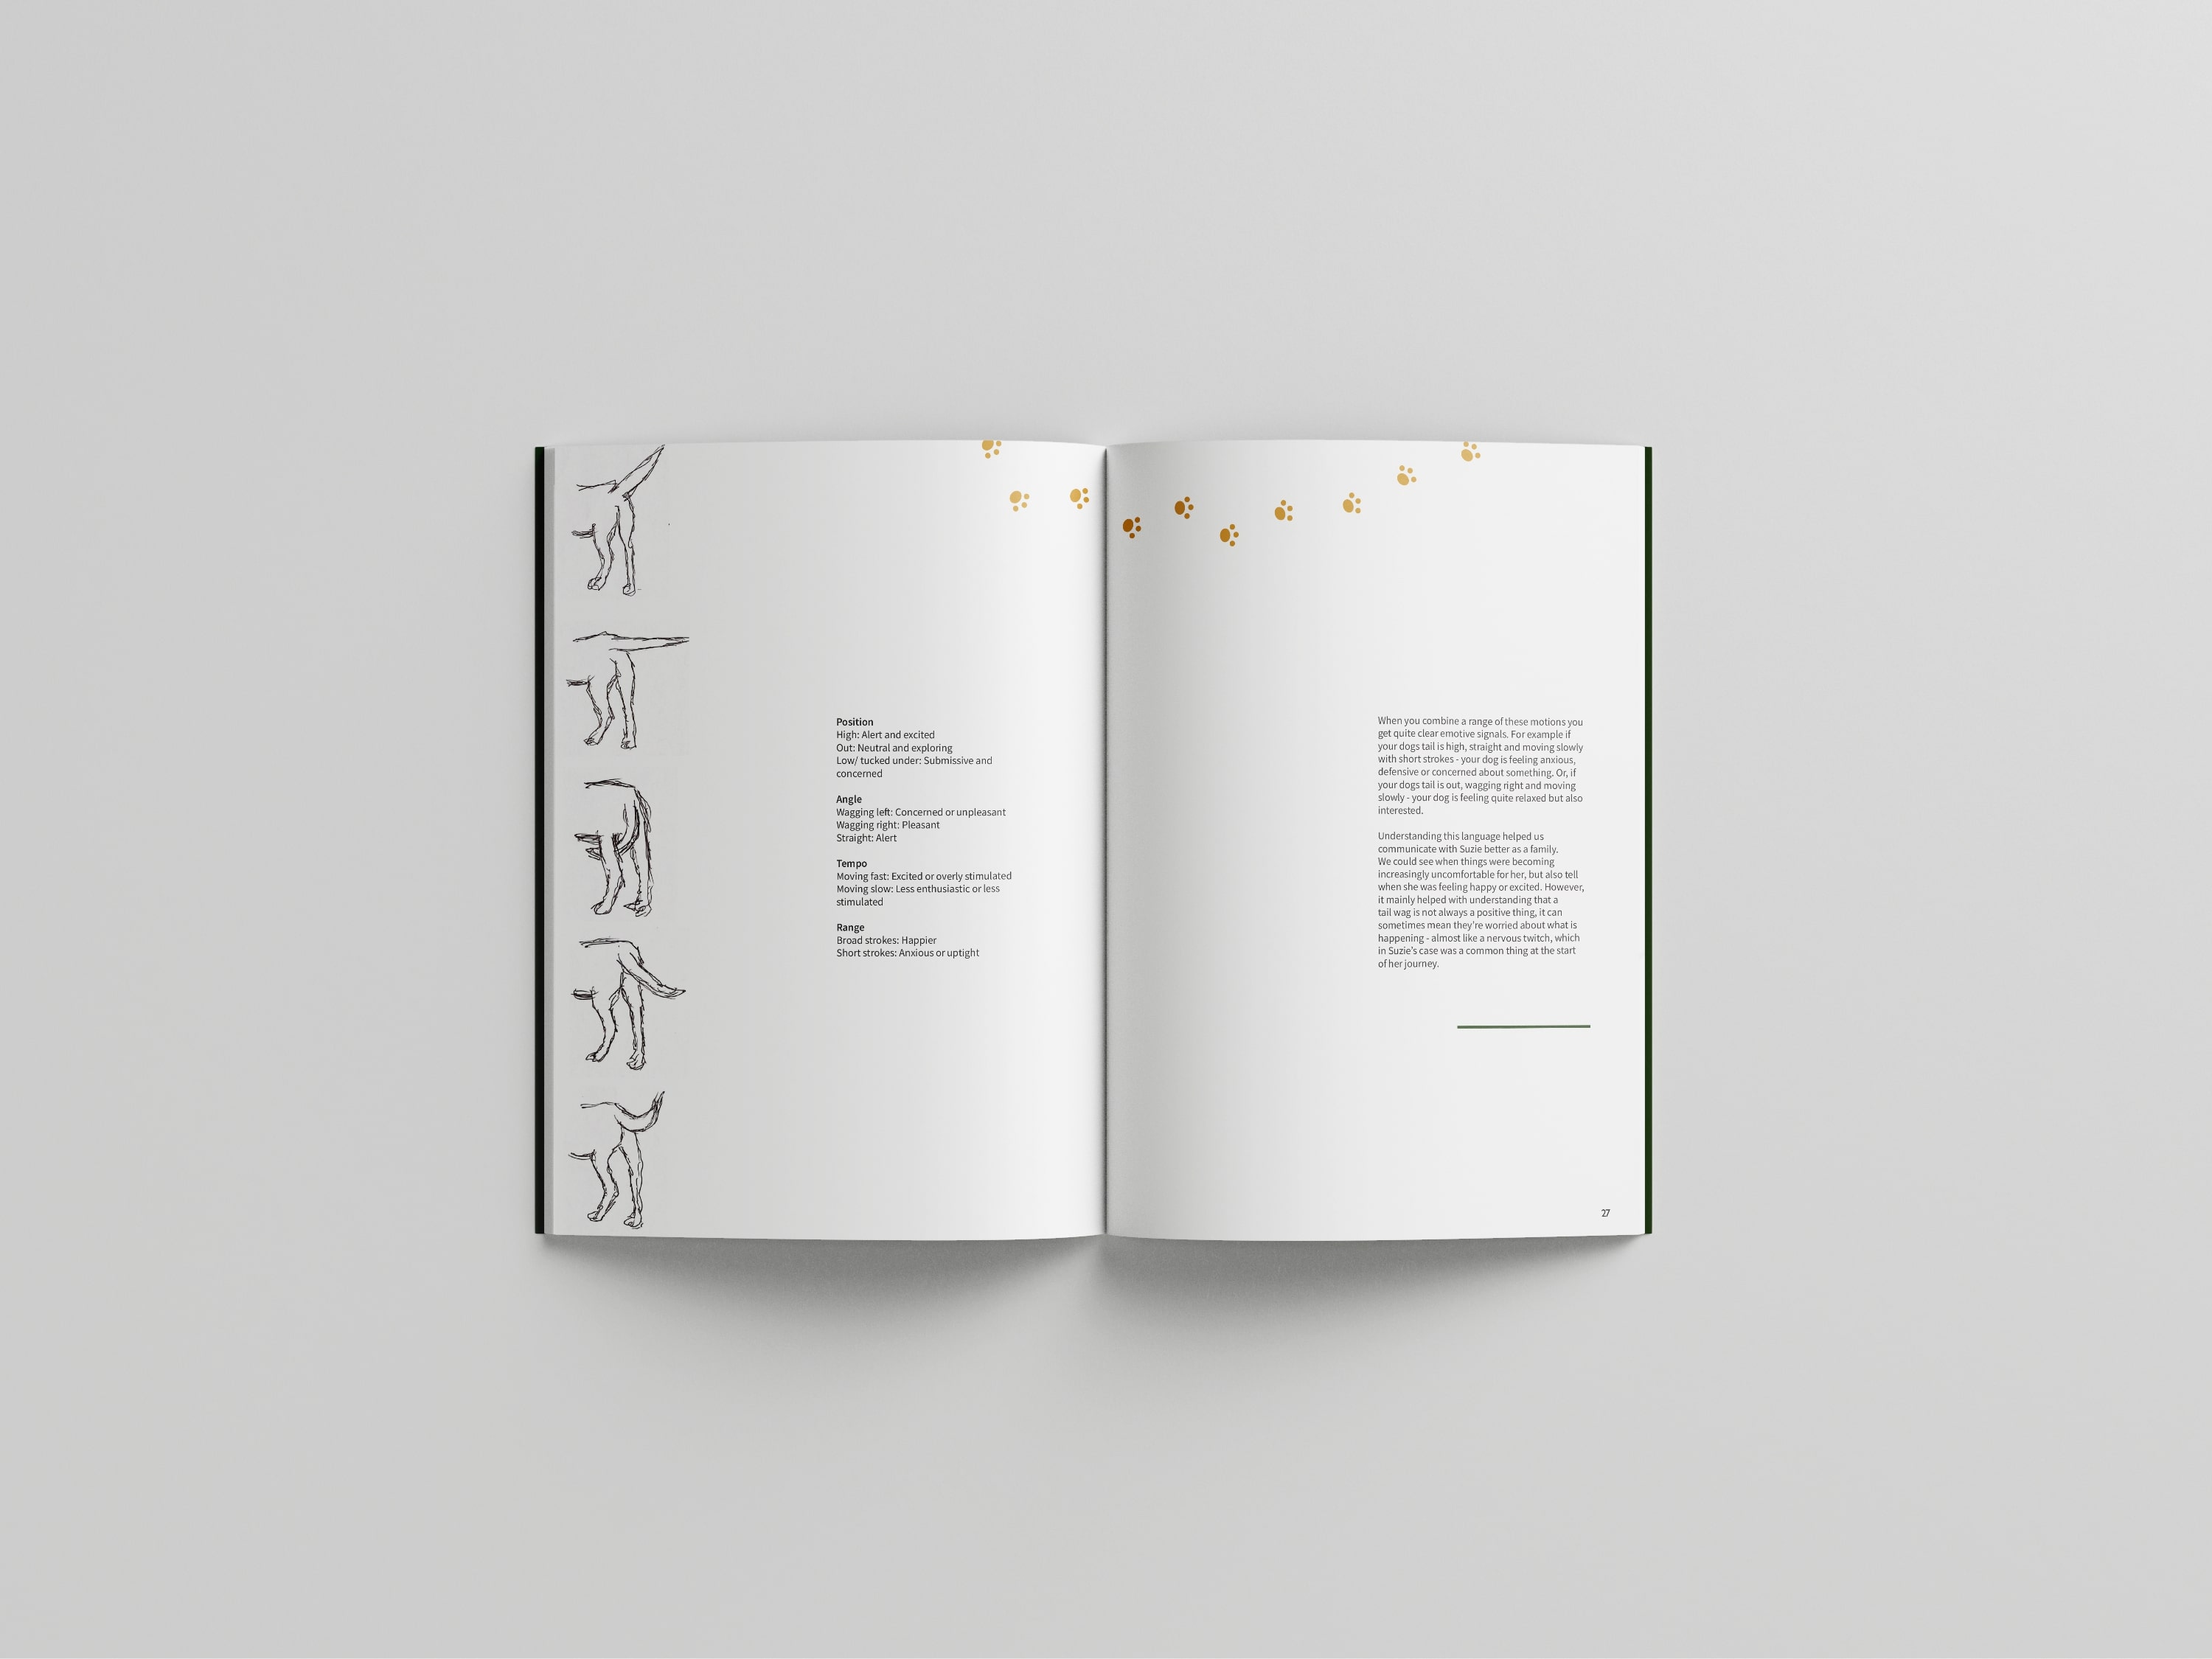 Position
High: Alert and excited
Out: Neutral and exploring
Low/ tucked under: Submissive and
concerned
Angle
Wagging left: Concerned or unpleasant
Wagging right: Pleasant
Straight: Alert
Tempo
Moving fast: Excited or overly stimulated
Moving slow: Less enthusiastic or less
stimulated
Range
Broad strokes: Happier
Short strokes: Anxious or uptight
When you combine a range of these motions you
get quite clear emotive signals. For example if
your dogs tail is high, straight and moving slowly
with short strokes - your dog is feeling anxious,
defensive or concerned about something. Or, if
your dogs tail is out, wagging right and moving
slowly - your dog is feeling quite relaxed but also
interested.
Understanding this language helped us
communicate with Suzie better as a family.
We could see when things were becoming
increasingly uncomfortable for her, but also tell
when she was feeling happy or excited. However,
it mainly helped with understanding that a
tail wag is not always a positive thing, it can
sometimes mean they're worried about what is
happening - almost like a nervous twitch, which
in Suzie's case was a common thing at the start
of her journey.
27